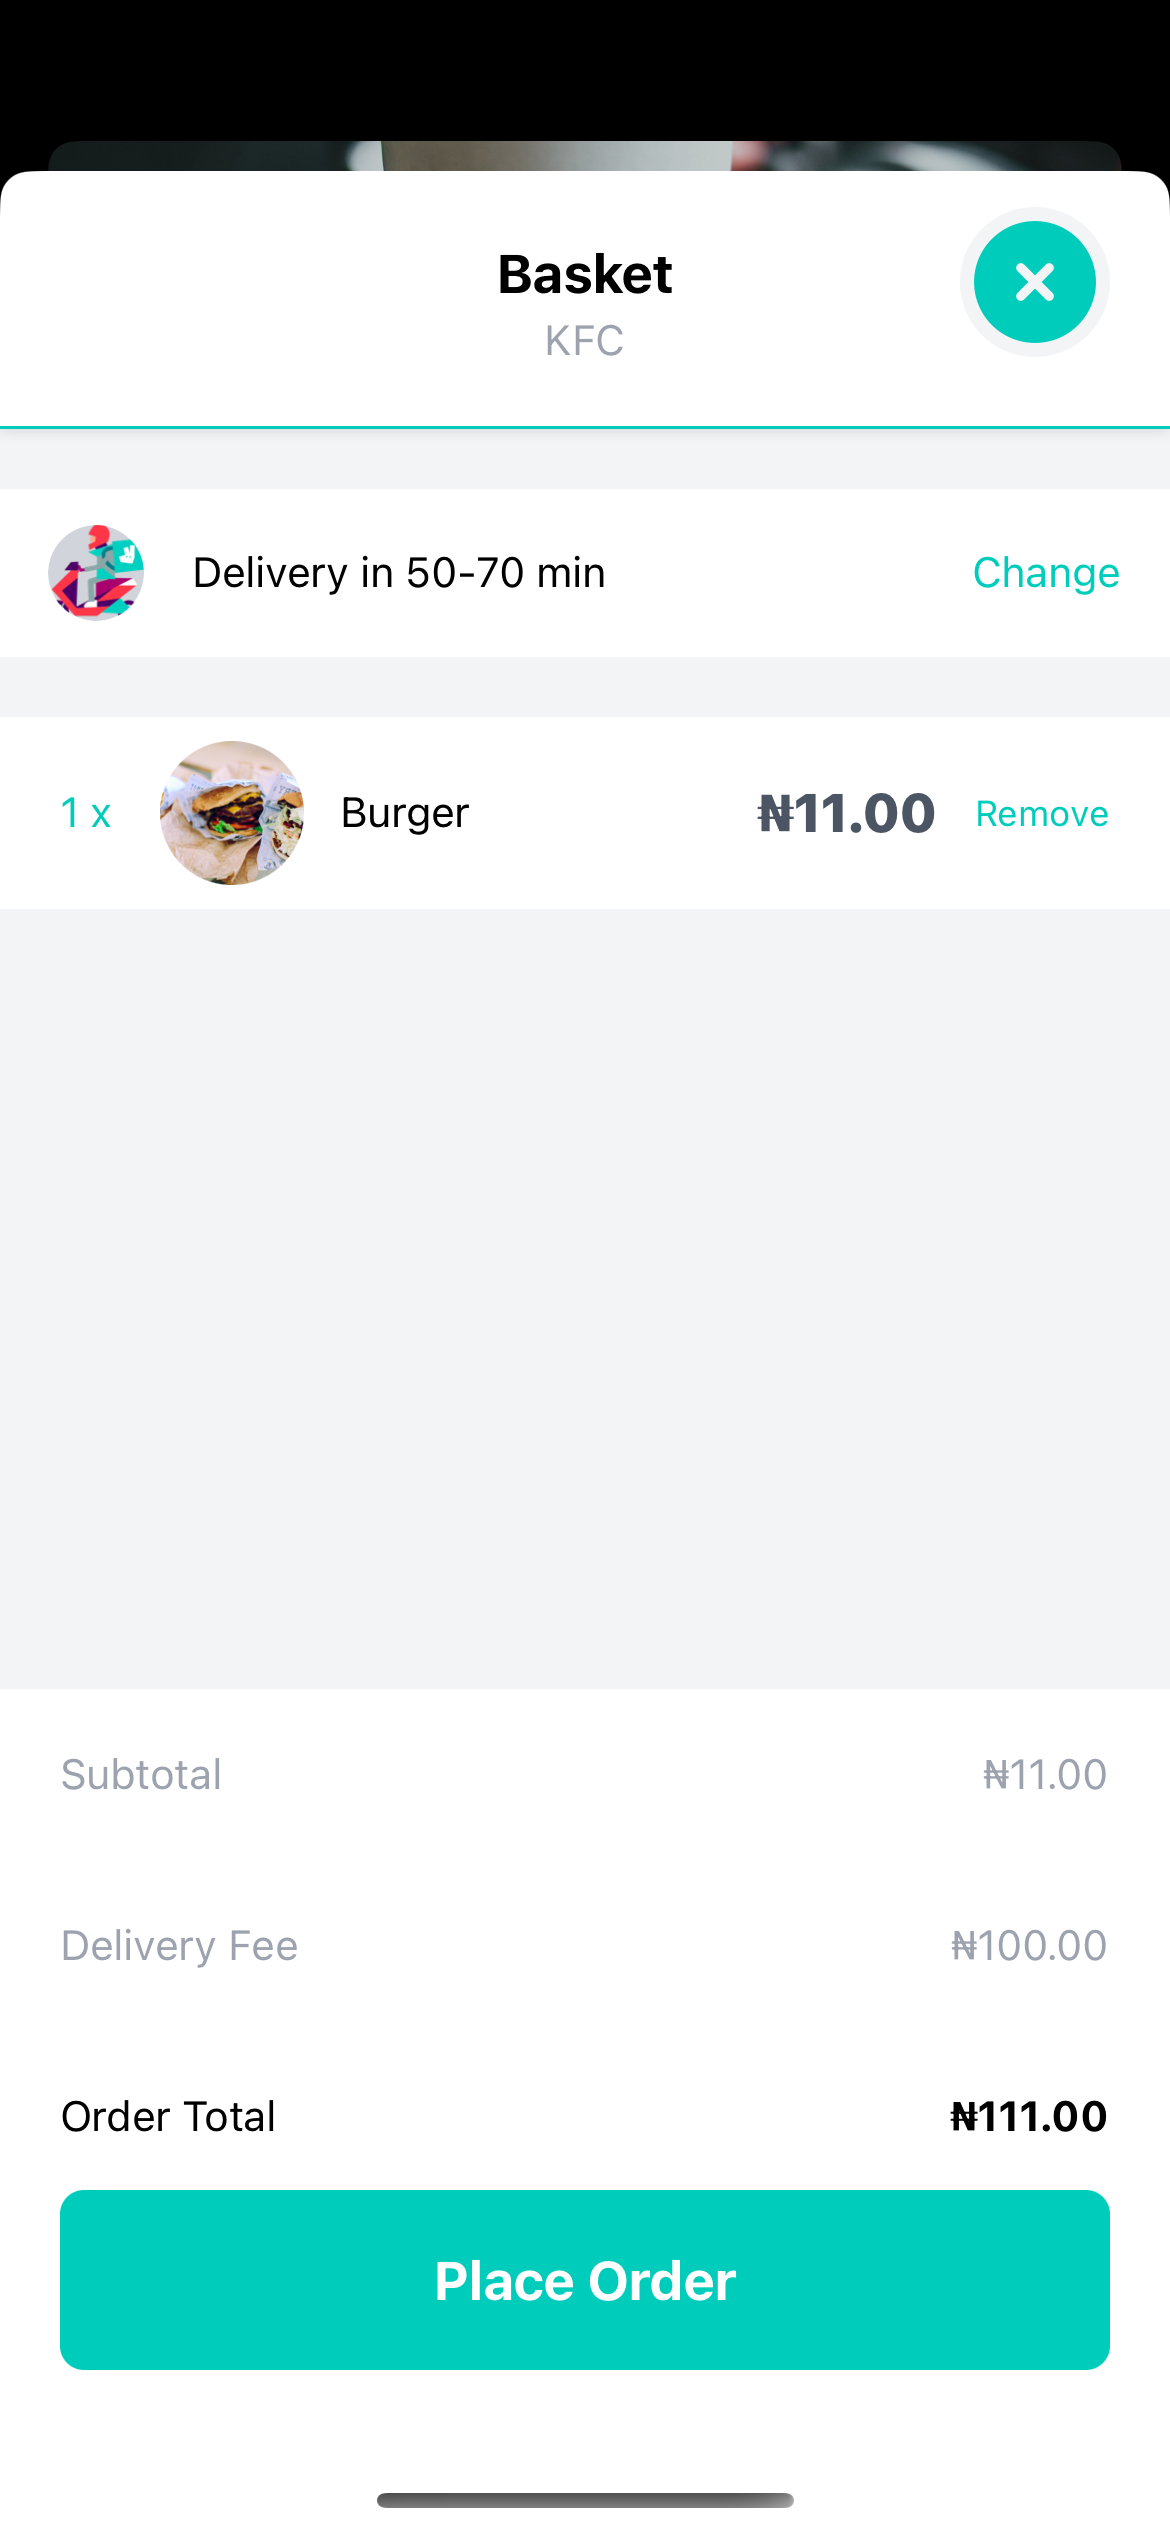 Basket
KFC
Delivery in 50-70 min
Change
1 x
Burger
₦11.00
Remove
Subtotal
₦11.00
Delivery Fee
₦100.00
Order Total
₦111.00
Place Order